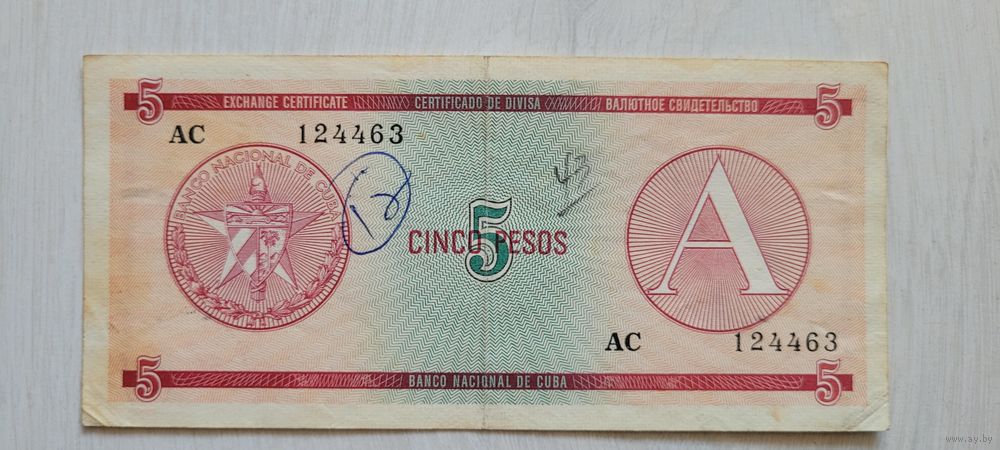 5 EXCHANGE CERTIFICATE CERTIFICADO DE DIVISA ВАЛЮТНОЕ СВИДЕТЕЛЬСТВО 5
AC 124463
BANCO NACIONAL DE CUBA
5
CINCO PESOS
A
AC 124463
5 BANCO NACIONAL DE CUBA 5
www.ay.by